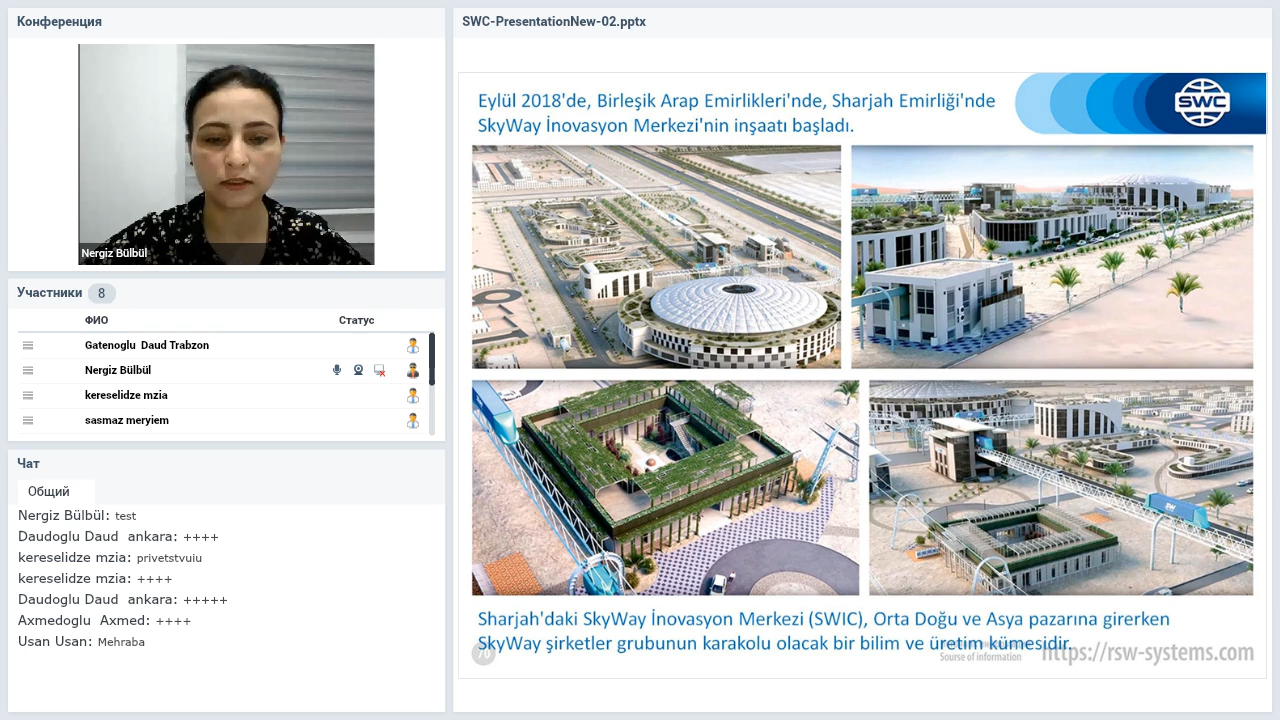 Конференция
Nergiz Bülbül
Участники 8
ФИО Статус
Gatenoglu Daud Trabzon
Nergiz Bülbül
kereselidze mzia
sasmaz meryiem
Чат
Общий
Nergiz Bülbül: test
Daudoglu Daud ankara: ++++
kereselidze mzia: privetstvuiu
kereselidze mzia: ++++
Daudoglu Daud ankara: +++++
Axmedoglu Axmed: ++++
Usan Usan: Mehraba
SWC-PresentationNew-02.pptx
Eylül 2018'de, Birleşik Arap Emirlikleri'nde, Sharjah Emirliği'nde
SkyWay İnovasyon Merkezi'nin inşaatı başladı.
SWC
Sharjah'daki SkyWay İnovasyon Merkezi (SWIC), Orta Doğu ve Asya pazarına girerken
SkyWay şirketler grubunun karakolu olacak bir bilim ve üretim kümesidir.
Sourse of information
https://rsw-systems.com